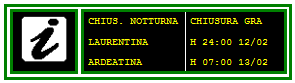 i
CHIUS. NOTTURNA CHIUSURA GRA
LAURENTINA H 24:00 12/02
ARDEATINA H 07:00 13/02